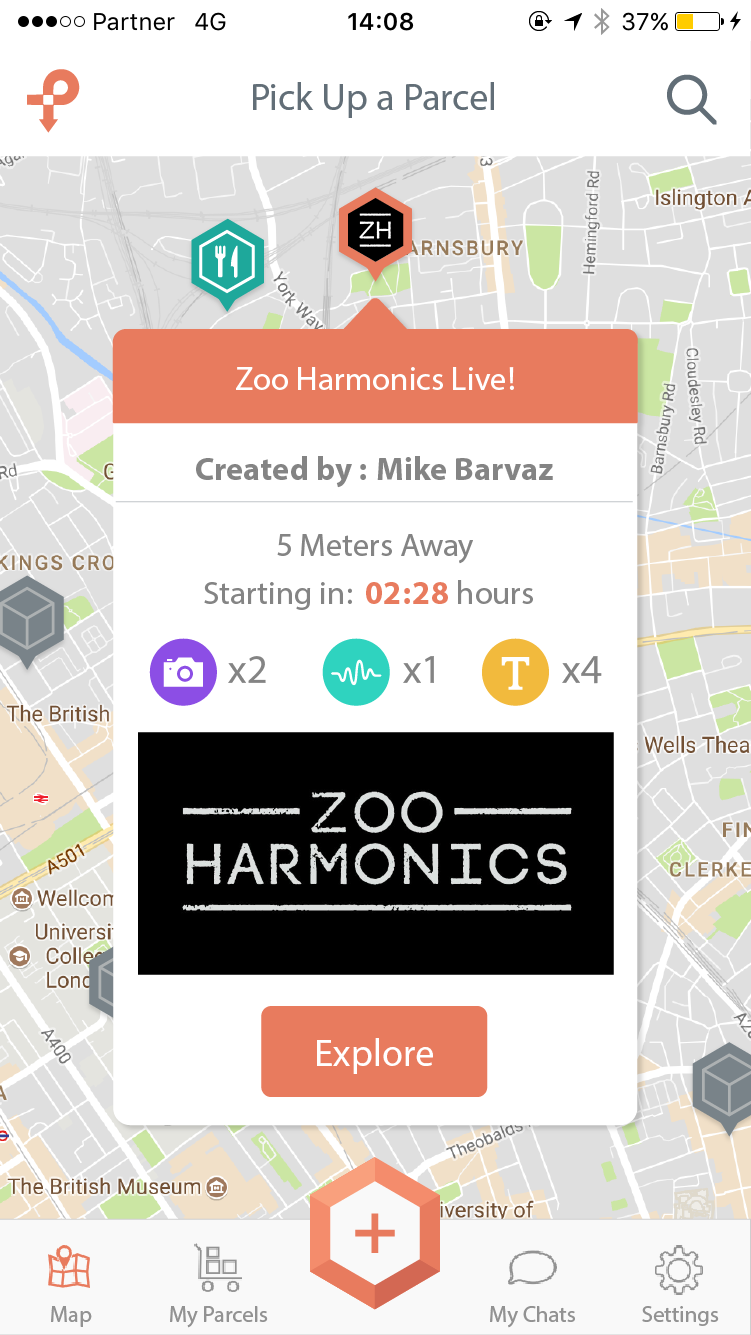 Partner 4G 14:08 37%
Pick Up a Parcel
Islington A
Hemingford Rd
3
ZH
ARNSBURY
York Way
Cloudesley Rd
Barnsbury Rd
Zoo Harmonics Live!
Created by : Mike Barvaz
Rd
G
5 Meters Away
KINGS CRO
Starting in: 02:28 hours
x2 x1 T x4
The British
Wells Thea
ZOO
HARMONICS
FIN
A501
CLERKE
Wellcom
Universi
Colle
Lond
A400
Explore
Theobalds
The British Museum
iversity of
+
Map
My Parcels
My Chats
Settings